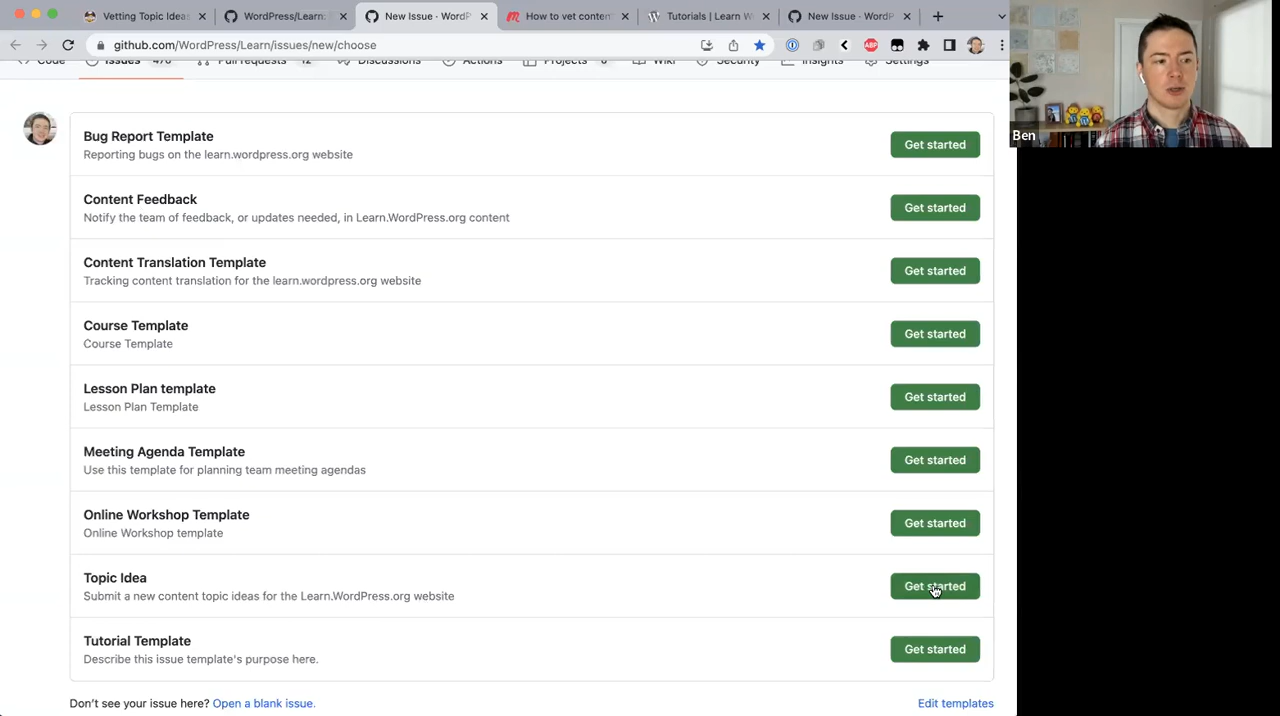 Vetting Topic Ideas
WordPress/Learn:
New Issue · WordP
How to vet conten
Tutorials | Learn W
New Issue · WordP
github.com/WordPress/Learn/issues/new/choose
Code
Issues 470
Pull requests 12
Discussions
Actions
Projects
Wiki
Security
Insights
Settings
Ben
Bug Report Template
Reporting bugs on the learn.wordpress.org website
Get started
Content Feedback
Notify the team of feedback, or updates needed, in Learn.WordPress.org content
Get started
Content Translation Template
Tracking content translation for the learn.wordpress.org website
Get started
Course Template
Course Template
Get started
Lesson Plan template
Lesson Plan Template
Get started
Meeting Agenda Template
Use this template for planning team meeting agendas
Get started
Online Workshop Template
Online Workshop template
Get started
Topic Idea
Submit a new content topic ideas for the Learn.WordPress.org website
Get started
Tutorial Template
Describe this issue template's purpose here.
Get started
Don't see your issue here? Open a blank issue.
Edit templates